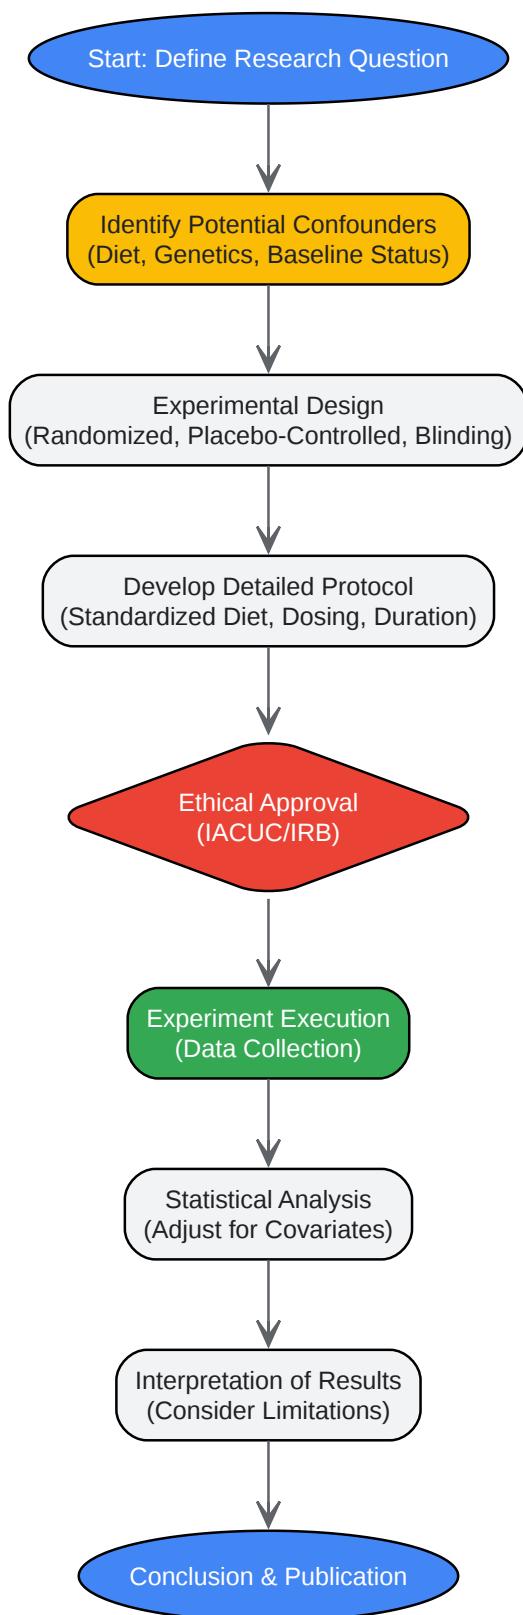 Start: Define Research Question
Identify Potential Confounders
(Diet, Genetics, Baseline Status)
Experimental Design
(Randomized, Placebo-Controlled, Blinding)
Develop Detailed Protocol
(Standardized Diet, Dosing, Duration)
Ethical Approval
(IACUC/IRB)
Experiment Execution
(Data Collection)
Statistical Analysis
(Adjust for Covariates)
Interpretation of Results
(Consider Limitations)
Conclusion & Publication